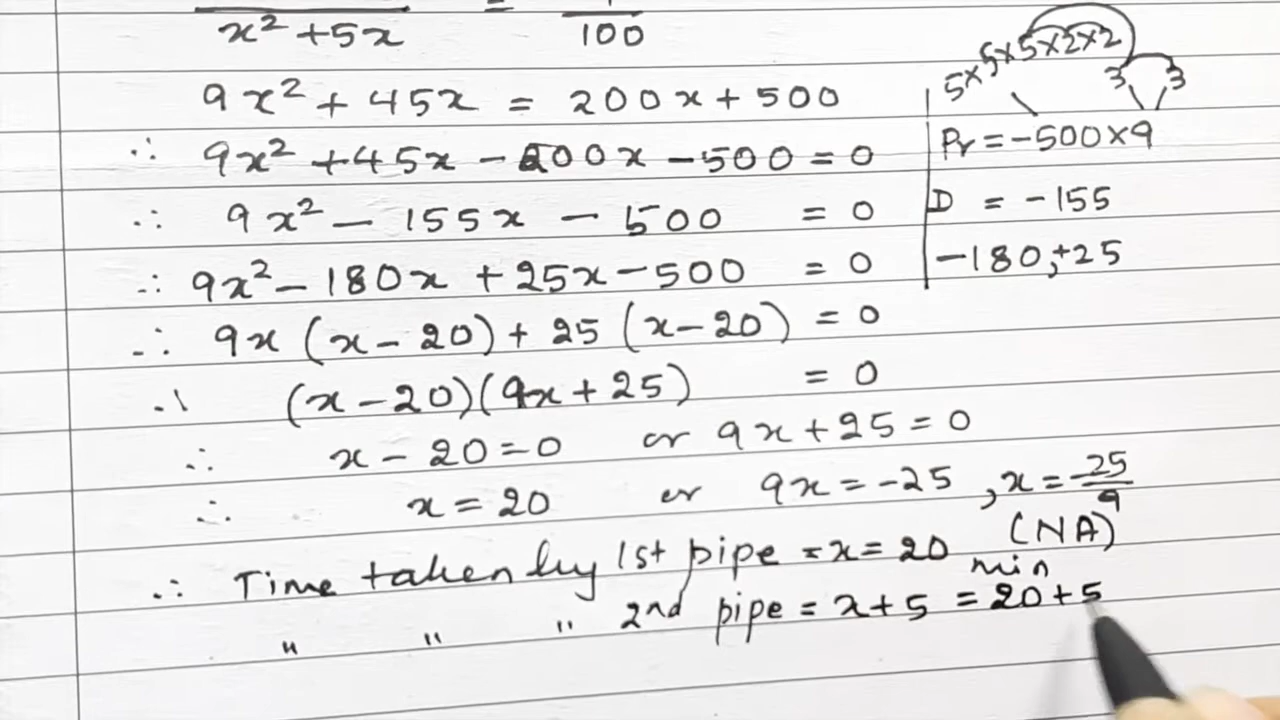 x² + 5x = 100
9x² + 45x = 200x + 500
∴ 9x² + 45x - 200x - 500 = 0
∴ 9x² - 155x - 500 = 0
∴ 9x² - 180x + 25x - 500 = 0
∴ 9x (x - 20) + 25 (x - 20) = 0
∴ (x - 20)(9x + 25) = 0
∴ x - 20 = 0 or 9x + 25 = 0
∴ x = 20 or 9x = -25, x = -25/9
(NA)
∴ Time taken by 1st pipe = x = 20 min
" " " 2nd pipe = x + 5 = 20 + 5
5×5×5×2×2
3 3
Pr = -500×9
D = -155
-180, +25